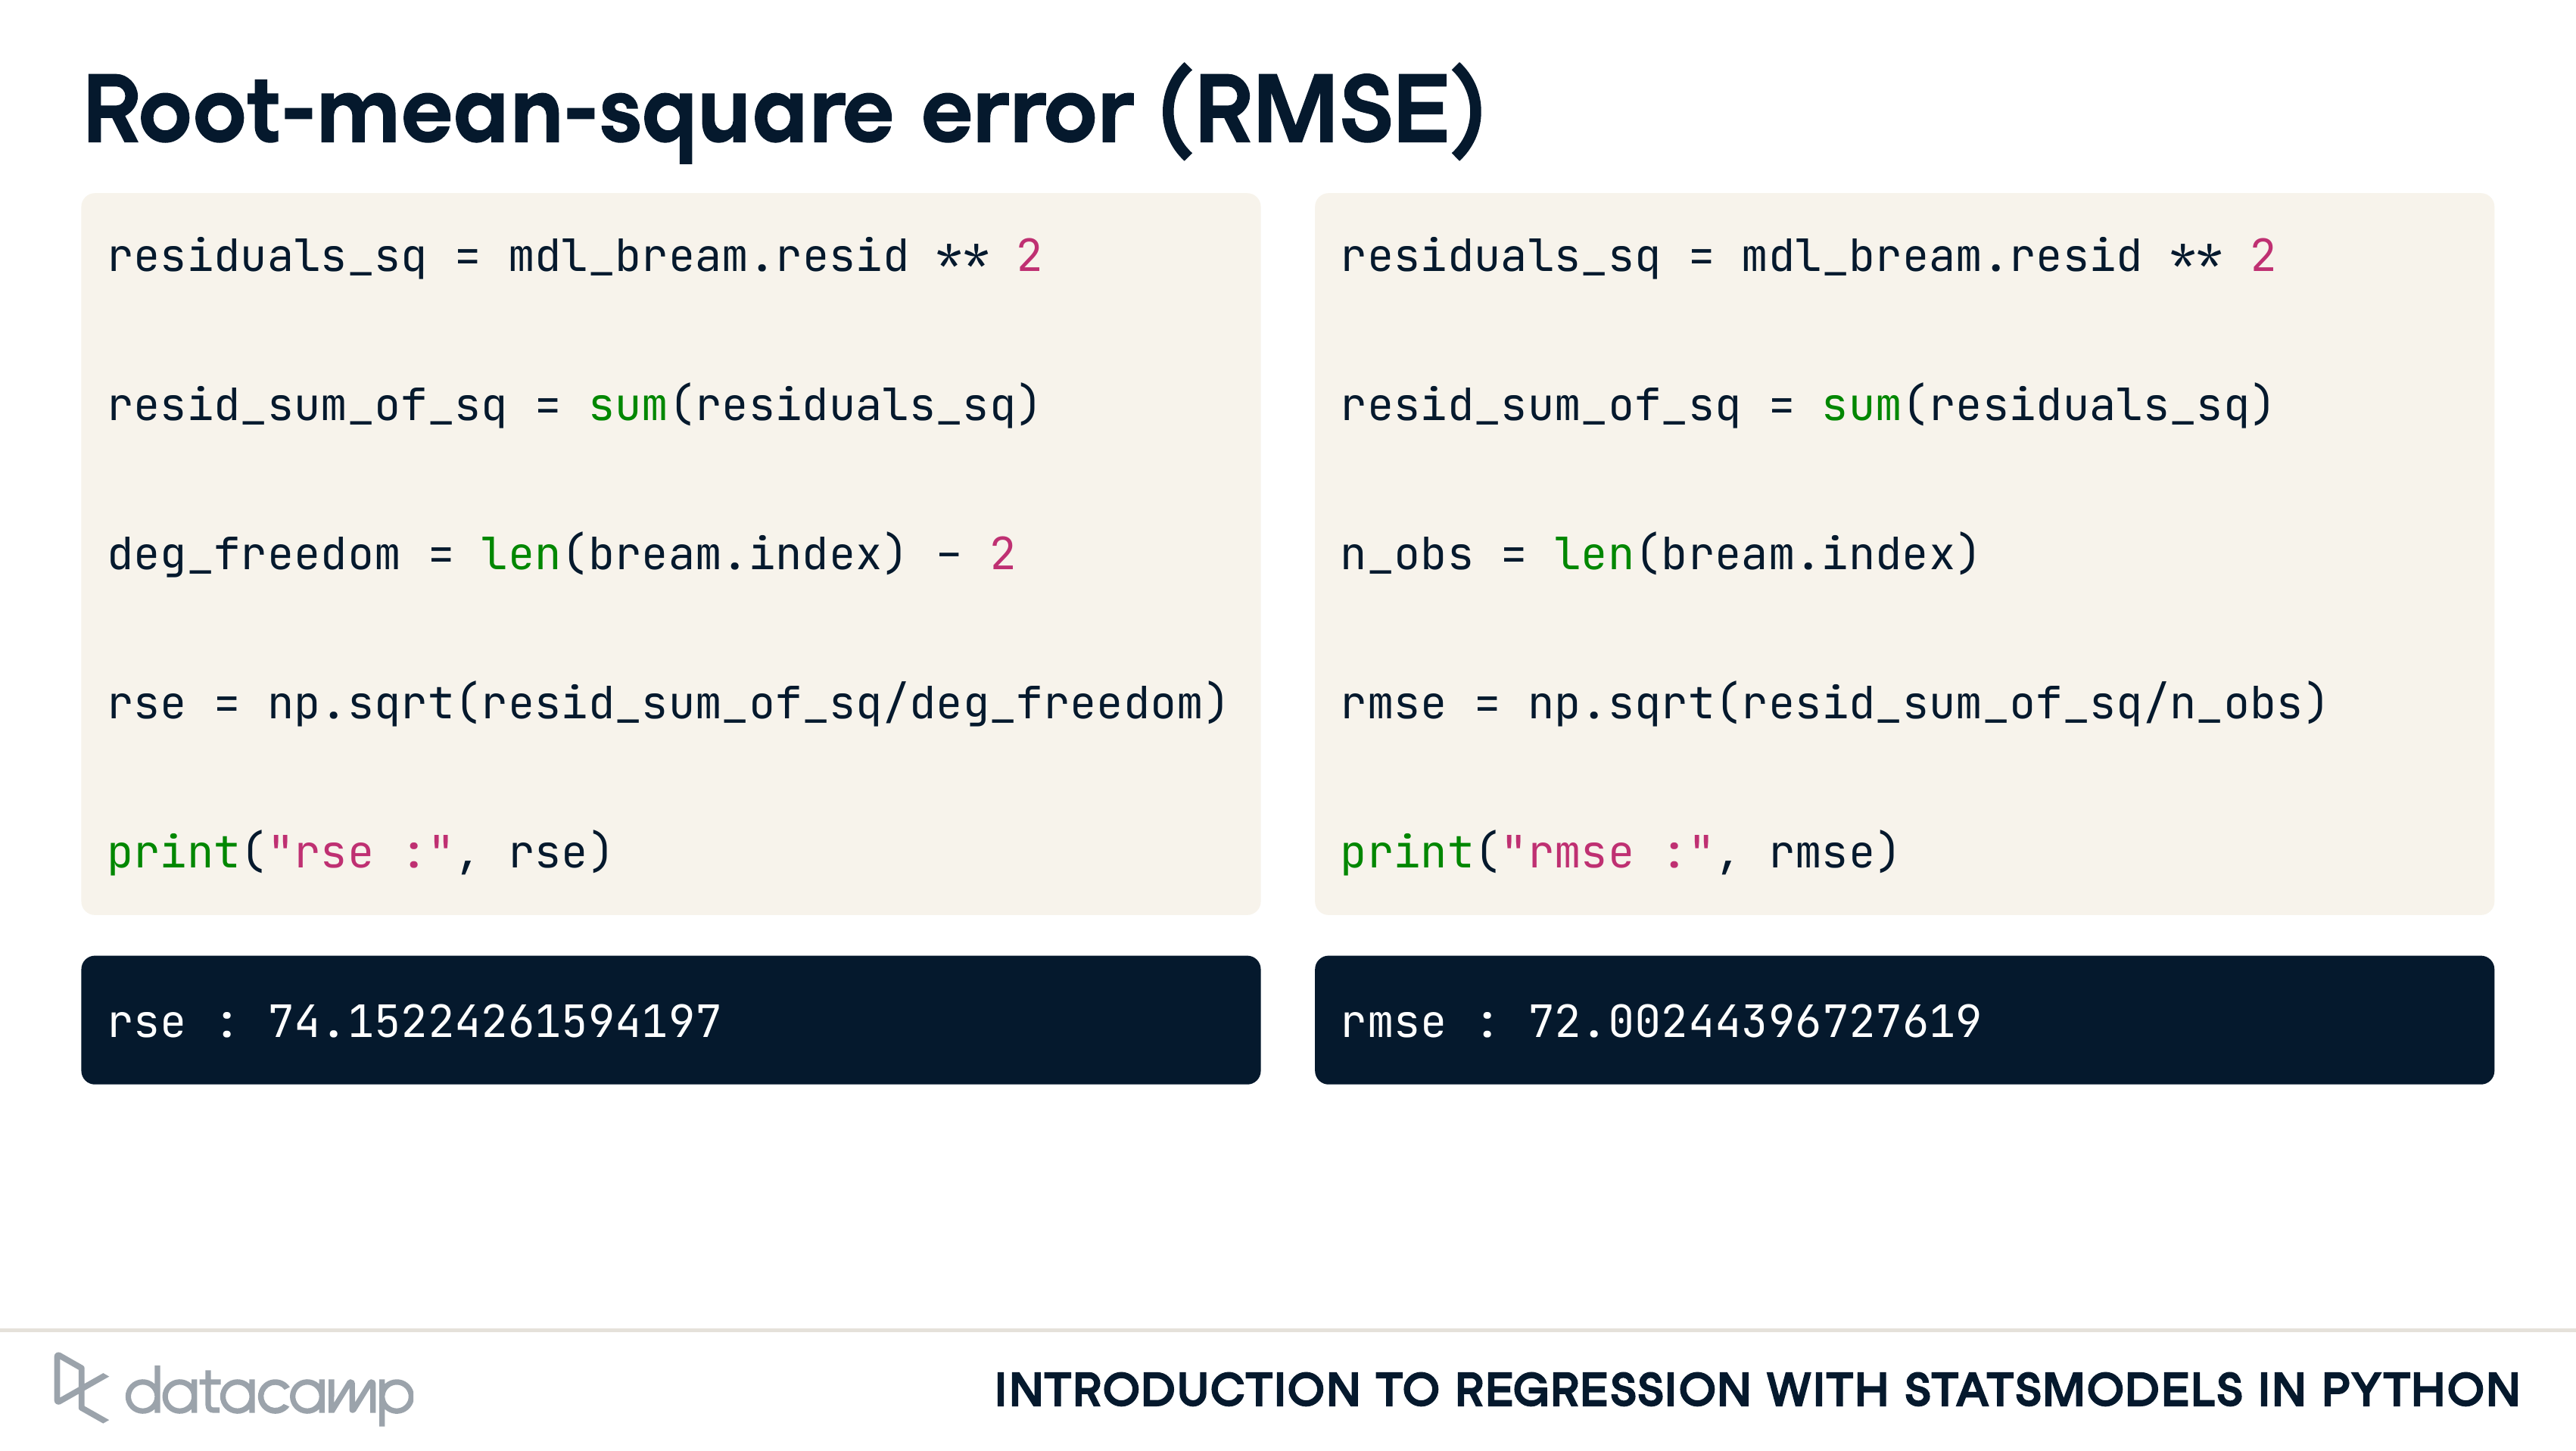 Root-mean-square error (RMSE)
residuals_sq = mdl_bream.resid ** 2
resid_sum_of_sq = sum(residuals_sq)
deg_freedom = len(bream.index) - 2
rse = np.sqrt(resid_sum_of_sq/deg_freedom)
print("rse :", rse)
rse : 74.15224261594197
residuals_sq = mdl_bream.resid ** 2
resid_sum_of_sq = sum(residuals_sq)
n_obs = len(bream.index)
rmse = np.sqrt(resid_sum_of_sq/n_obs)
print("rmse :", rmse)
rmse : 72.00244396727619
datacamp
INTRODUCTION TO REGRESSION WITH STATSMODELS IN PYTHON